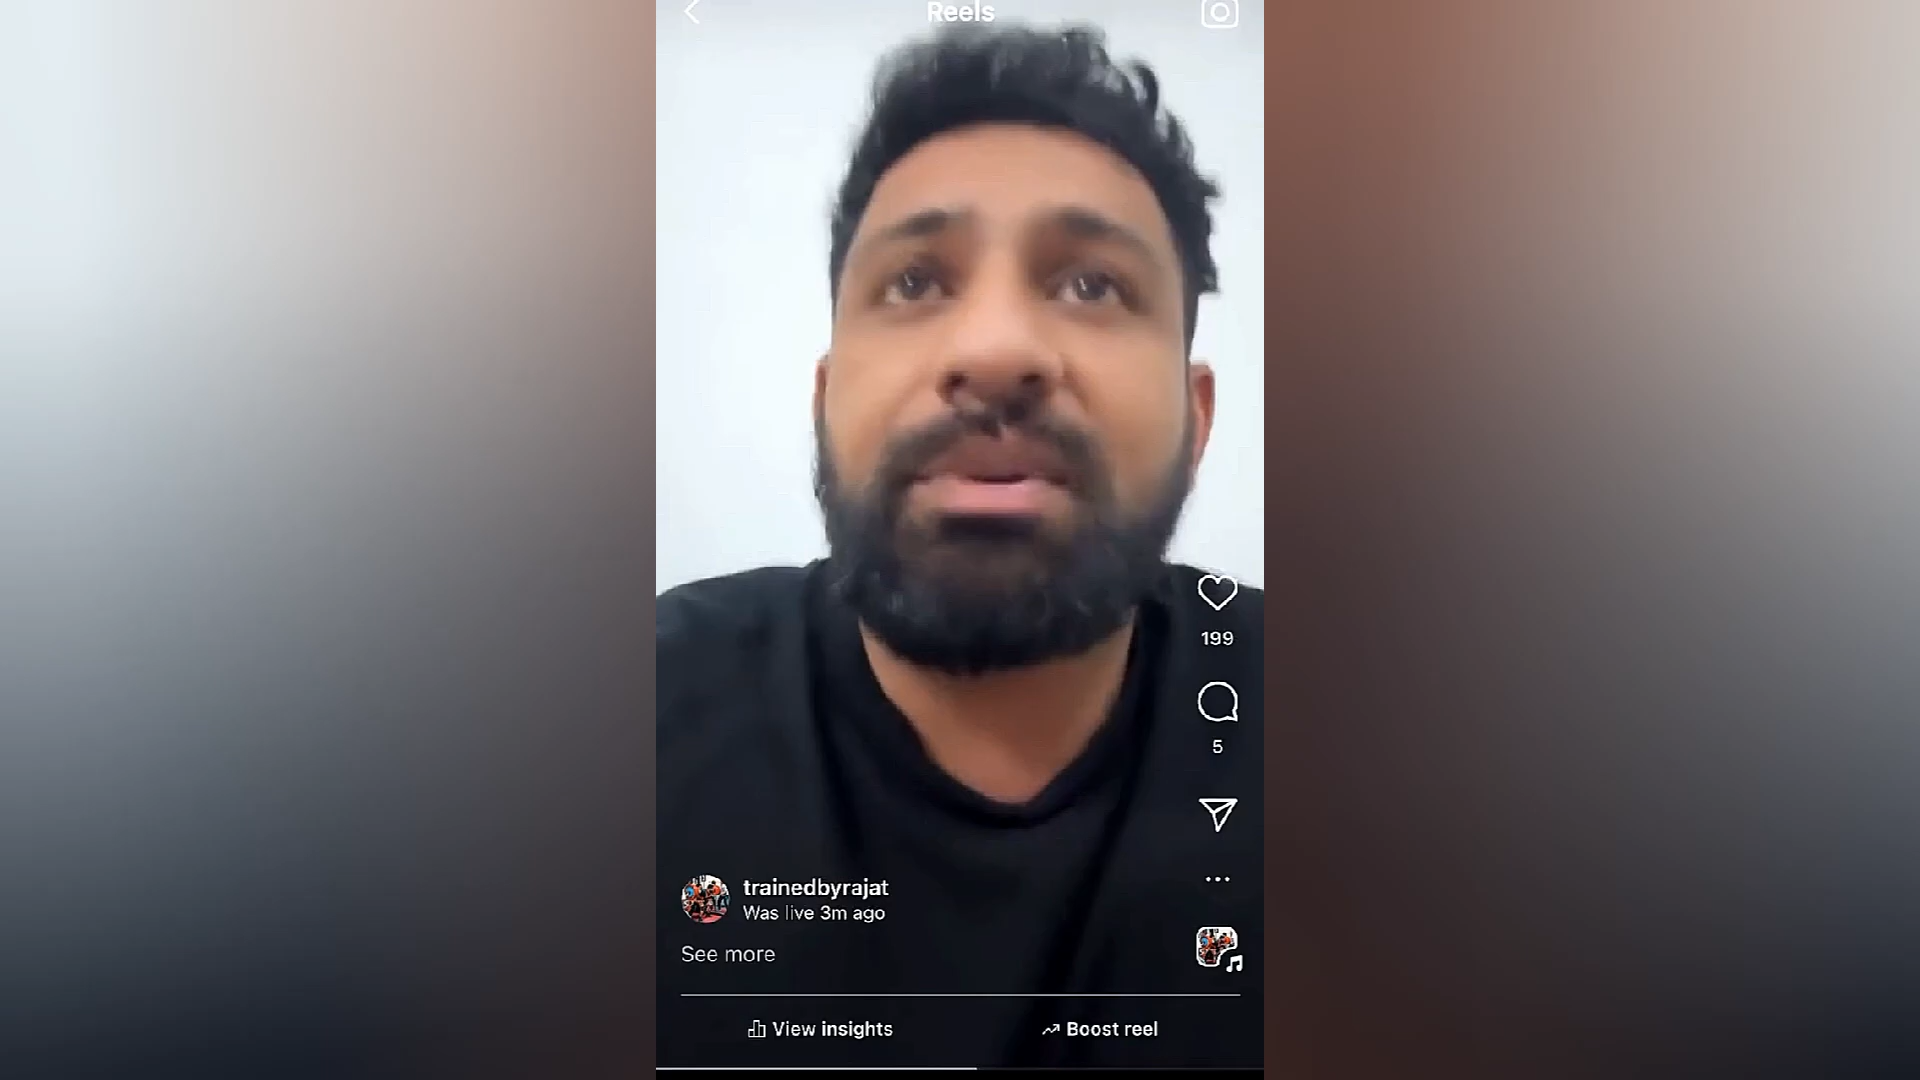 Reels
199
5
trainedbyrajat
Was live 3m ago
See more
View insights
Boost reel